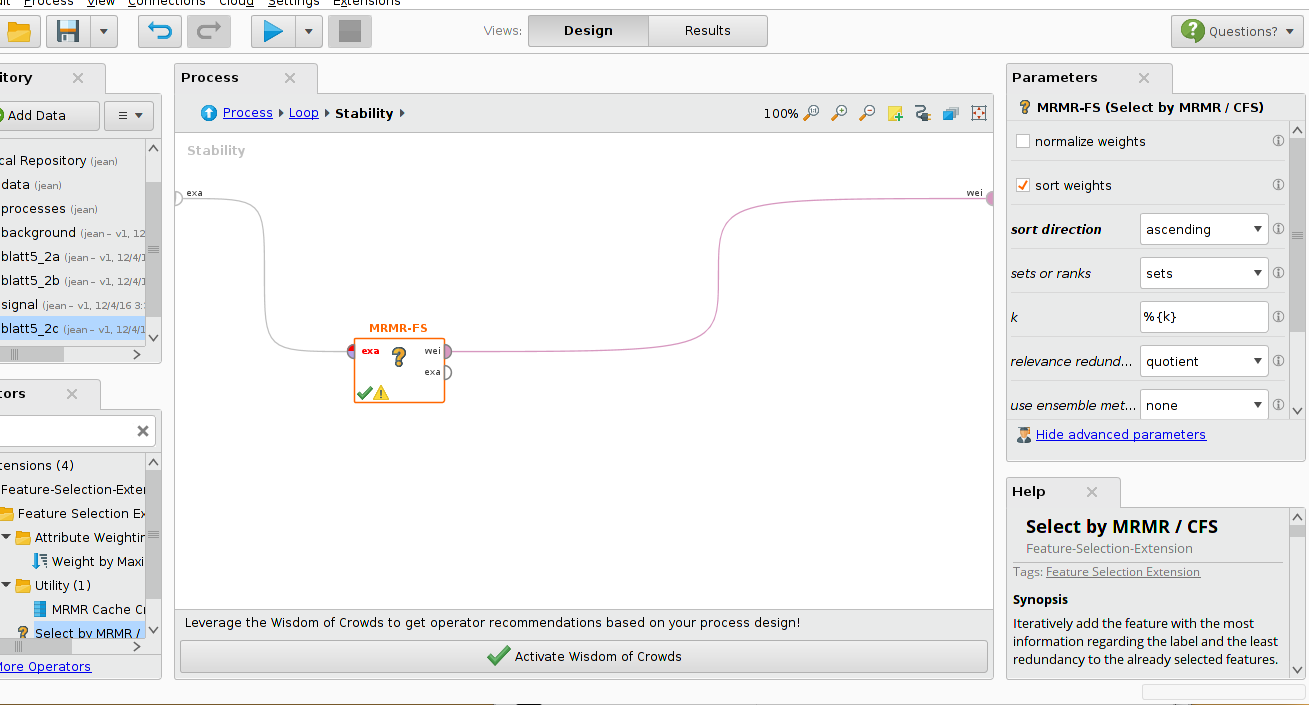 Process View Connections Cloud Settings Extensions
Views: Design Results
Questions?
itory
Add Data
cal Repository (jean)
data (jean)
processes (jean)
background (jean – v1, 12
blatt5_2a (jean – v1, 12/4/1
blatt5_2b (jean – v1, 12/4/1
signal (jean – v1, 12/4/16 3:
blatt5_2c (jean – v1, 12/4/1
tors
tensions (4)
Feature-Selection-Exter
Feature Selection Ex
Attribute Weightin
Weight by Maxi
Utility (1)
MRMR Cache Cr
Select by MRMR /
More Operators
Process
Process Loop Stability
100%
Stability
exa
wei
MRMR-FS
exa
wei
exa
Leverage the Wisdom of Crowds to get operator recommendations based on your process design!
Activate Wisdom of Crowds
Parameters
MRMR-FS (Select by MRMR / CFS)
normalize weights
sort weights
sort direction ascending
sets or ranks sets
k %{k}
relevance redund... quotient
use ensemble met... none
Hide advanced parameters
Help
Select by MRMR / CFS
Feature-Selection-Extension
Tags: Feature Selection Extension
Synopsis
Iteratively add the feature with the most
information regarding the label and the least
redundancy to the already selected features.